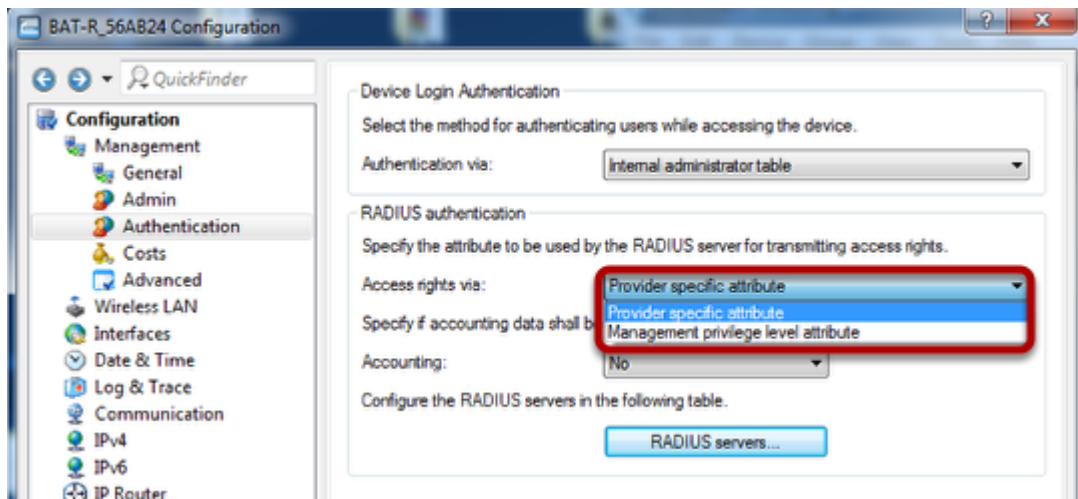 BAT-R_56AB24 Configuration
QuickFinder
Configuration
Management
General
Admin
Authentication
Costs
Advanced
Wireless LAN
Interfaces
Date & Time
Log & Trace
Communication
IPv4
IPv6
IP Router
Device Login Authentication
Select the method for authenticating users while accessing the device.
Authentication via: Internal administrator table
RADIUS authentication
Specify the attribute to be used by the RADIUS server for transmitting access rights.
Access rights via: Provider specific attribute
Provider specific attribute
Management privilege level attribute
Specify if accounting data shall b
Accounting: No
Configure the RADIUS servers in the following table.
RADIUS servers...